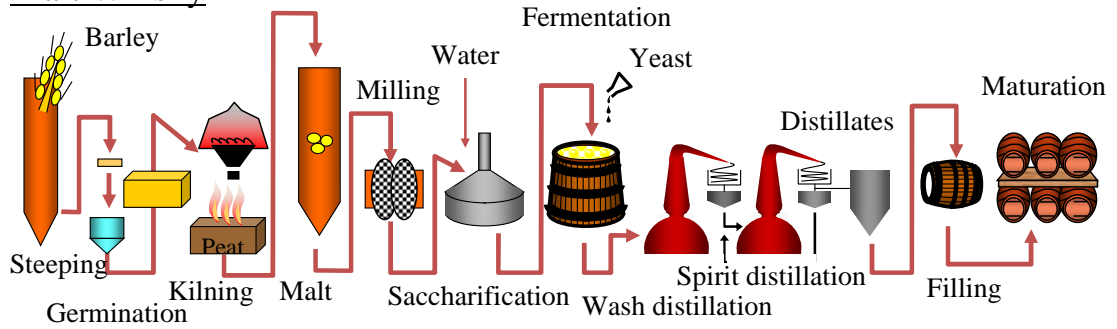 Barley
Steeping
Germination
Peat
Kilning
Malt
Milling
Water
Saccharification
Fermentation
Yeast
Wash distillation
Spirit distillation
Distillates
Filling
Maturation